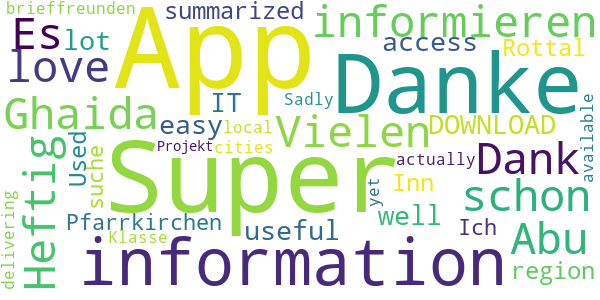 brieffreunden
summarized
informieren
Es
lot
App
love
access
Rottal
Danke
IT
Sadly
Ghaida
easy
local
Vielen
DOWNLOAD
available
Heftig
Used
suche
Super
Projekt
cities
actually
Dank
Inn
yet
schon
Pfarrkirchen
well
Ich
useful
Abu
Klasse
delivering
information
region